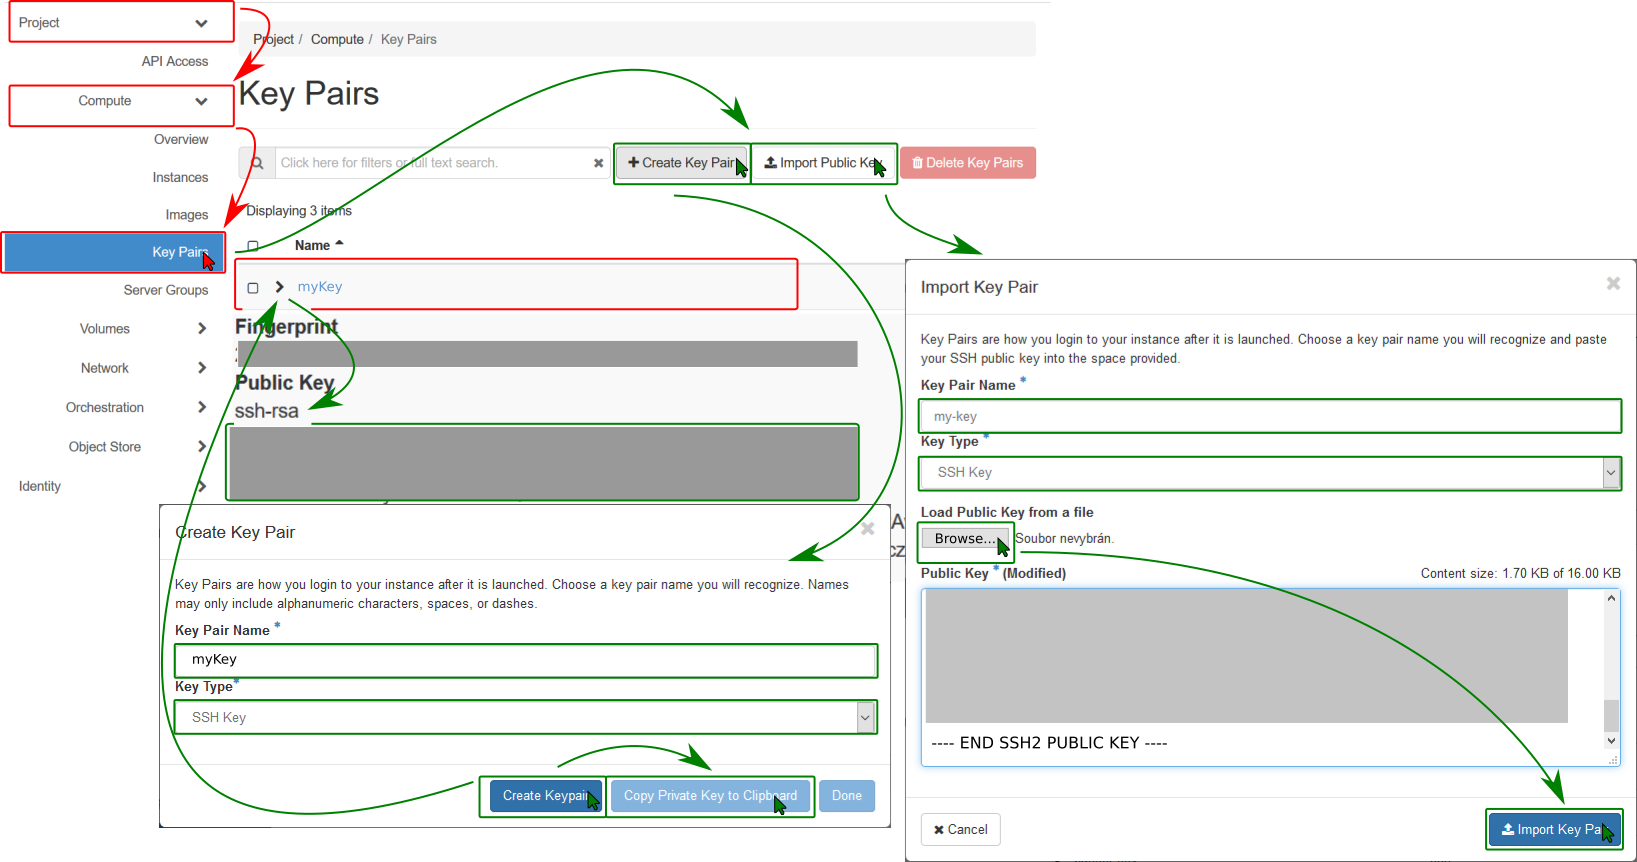 Project
API Access
Compute
Overview
Instances
Images
Key Pairs
Server Groups
Volumes
Network
Orchestration
Object Store
Identity
Project / Compute / Key Pairs
Key Pairs
Click here for filters or full text search.
Create Key Pair
Import Public Key
Delete Key Pairs
Displaying 3 items
Name
myKey
Fingerprint
Public Key
ssh-rsa
Create Key Pair
Key Pairs are how you login to your instance after it is launched. Choose a key pair name you will recognize. Names
may only include alphanumeric characters, spaces, or dashes.
Key Pair Name *
myKey
Key Type *
SSH Key
Create Keypair
Copy Private Key to Clipboard
Done
Import Key Pair
Key Pairs are how you login to your instance after it is launched. Choose a key pair name you will recognize and paste
your SSH public key into the space provided.
Key Pair Name *
my-key
Key Type *
SSH Key
Load Public Key from a file
Browse... Soubor nevybrán.
Public Key * (Modified) Content size: 1.70 KB of 16.00 KB
---- END SSH2 PUBLIC KEY ----
Cancel
Import Key Pair